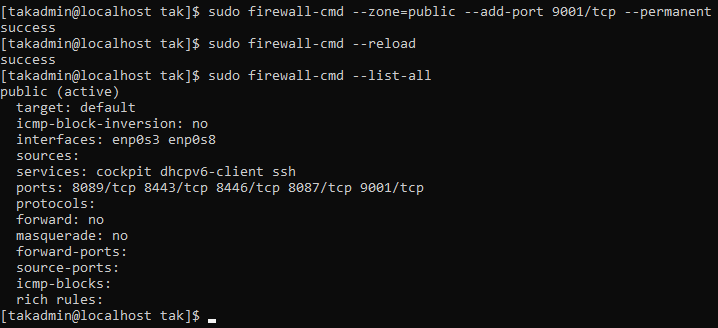 [takadmin@localhost tak]$ sudo firewall-cmd --zone=public --add-port 9001/tcp --permanent
success
[takadmin@localhost tak]$ sudo firewall-cmd --reload
success
[takadmin@localhost tak]$ sudo firewall-cmd --list-all
public (active)
  target: default
  icmp-block-inversion: no
  interfaces: enp0s3 enp0s8
  sources:
  services: cockpit dhcpv6-client ssh
  ports: 8089/tcp 8443/tcp 8446/tcp 8087/tcp 9001/tcp
  protocols:
  forward: no
  masquerade: no
  forward-ports:
  source-ports:
  icmp-blocks:
  rich rules:
[takadmin@localhost tak]$